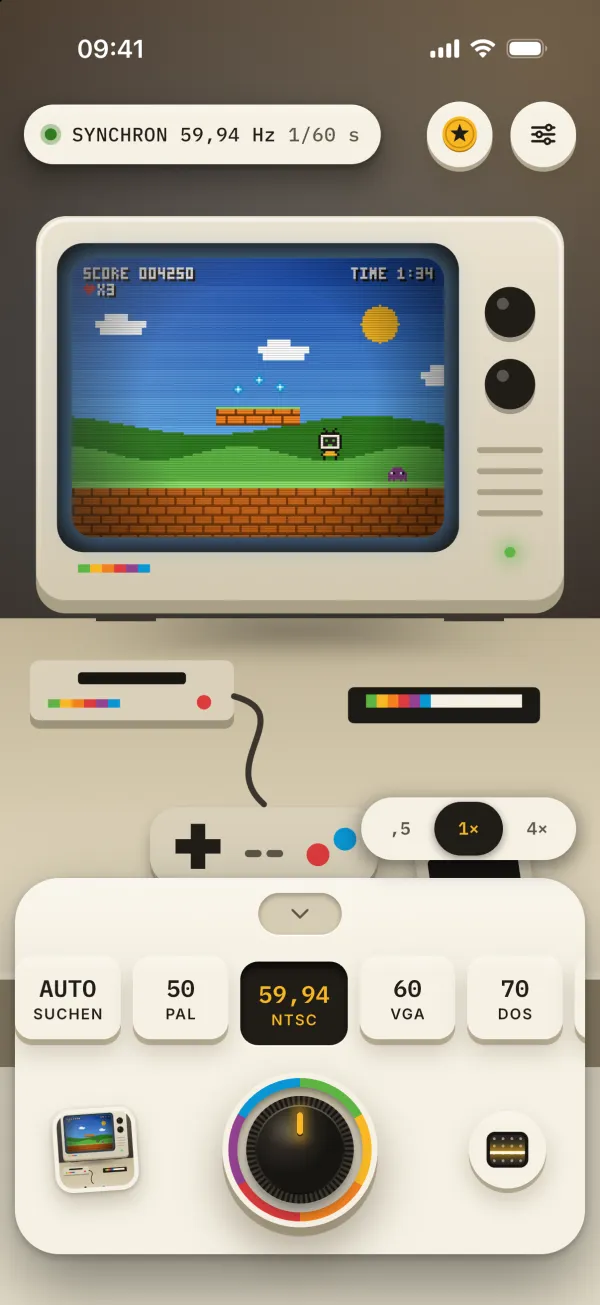 09:41
SYNCHRON 59,94 Hz 1/60 s
SCORE 004250
TIME 1:34
X3
,5
1×
4×
AUTO
SUCHEN
50
PAL
59,94
NTSC
60
VGA
70
DOS